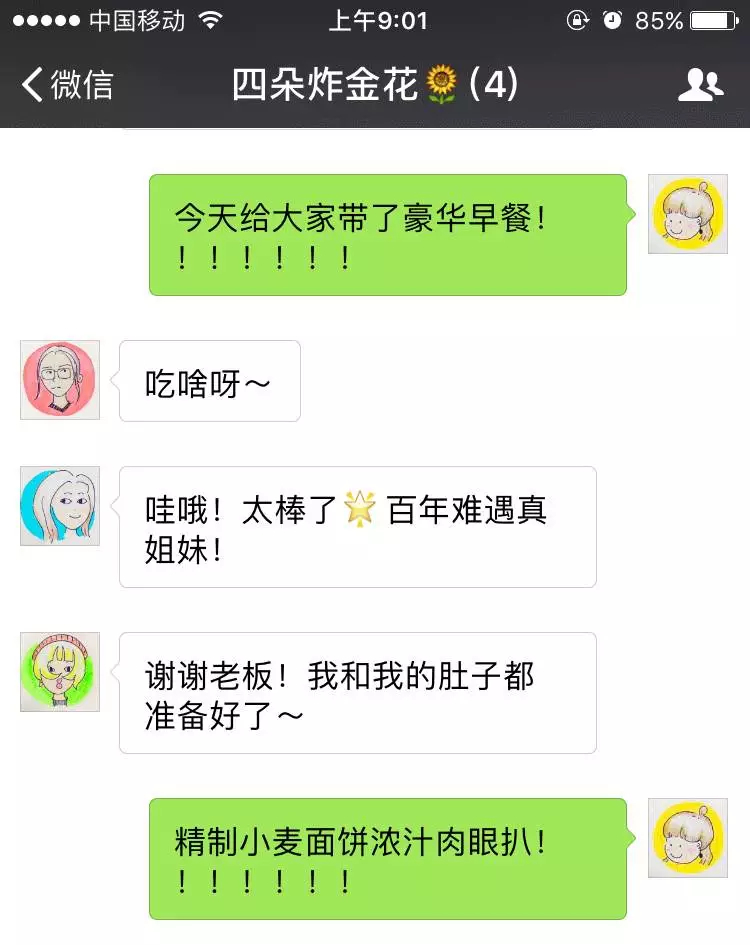 中国移动 上午9:01 85%
微信 四朵炸金花🌻(4)
今天给大家带了豪华早餐！
！！！！！！
吃啥呀～
哇哦！太棒了🌟百年难遇真
姐妹！
谢谢老板！我和我的肚子都
准备好了～
精制小麦面饼浓汁肉眼扒！
！！！！！！